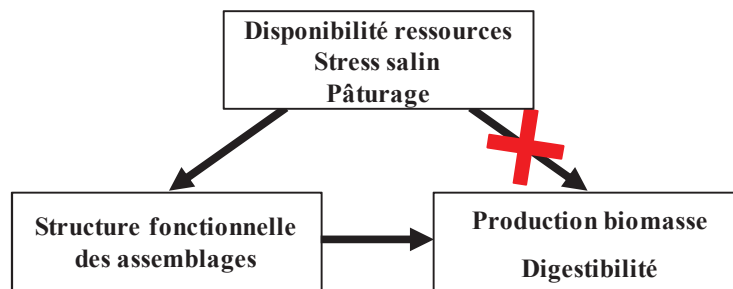 Disponibilité ressources
Stress salin
Pâturage
Structure fonctionnelle
des assemblages
Production biomasse
Digestibilité